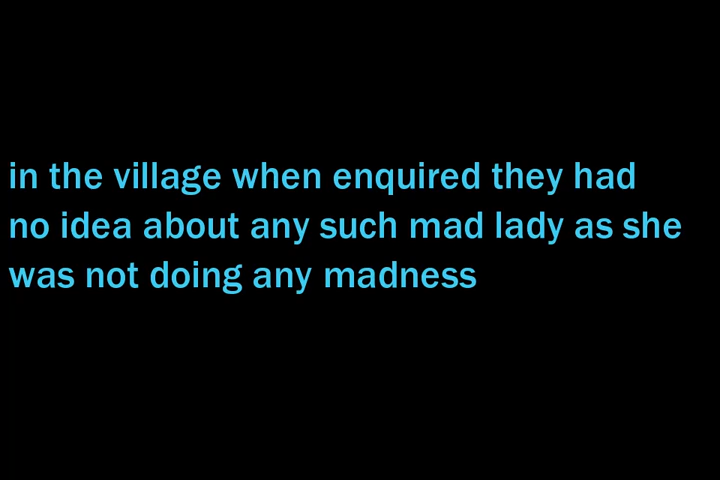 in the village when enquired they had
no idea about any such mad lady as she
was not doing any madness